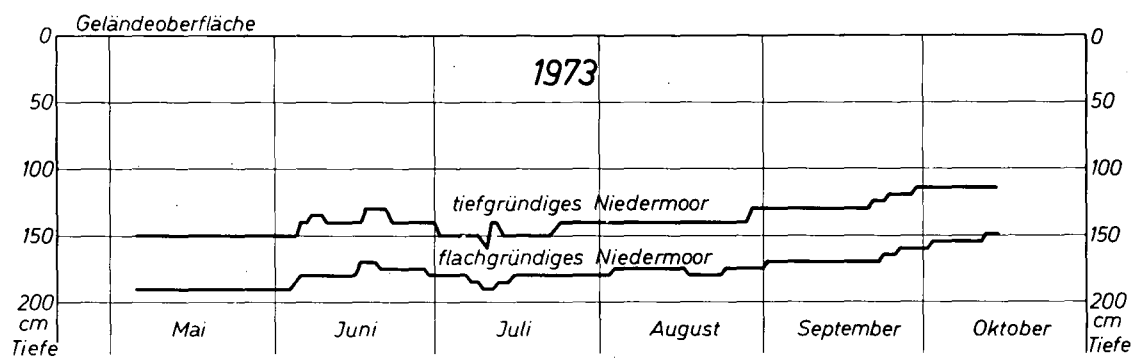 Geländeoberfläche
0 0
1973
50 50
100 100
tiefgründiges Niedermoor
150 150
flachgründiges Niedermoor
200 200
cm Mai Juni Juli August September Oktober cm
Tiefe Tiefe